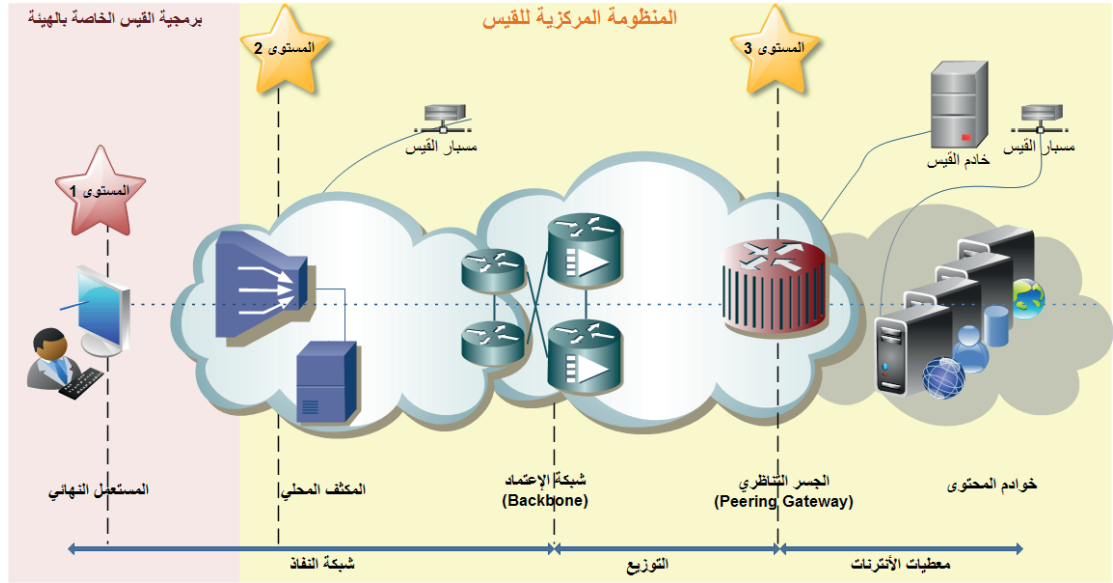 المنظومة المركزية للقيس
برمجية القيس الخاصة بالهيئة
المستوى 3
المستوى 2
المستوى 1
مسبار القيس
خادم القيس
مسبار القيس
المستعمل النهائي
المكثف المحلي
شبكة الإعتماد
(Backbone)
الجسر التناظري
(Peering Gateway)
خوادم المحتوى
شبكة النفاذ
التوزيع
معطيات الأنترنات